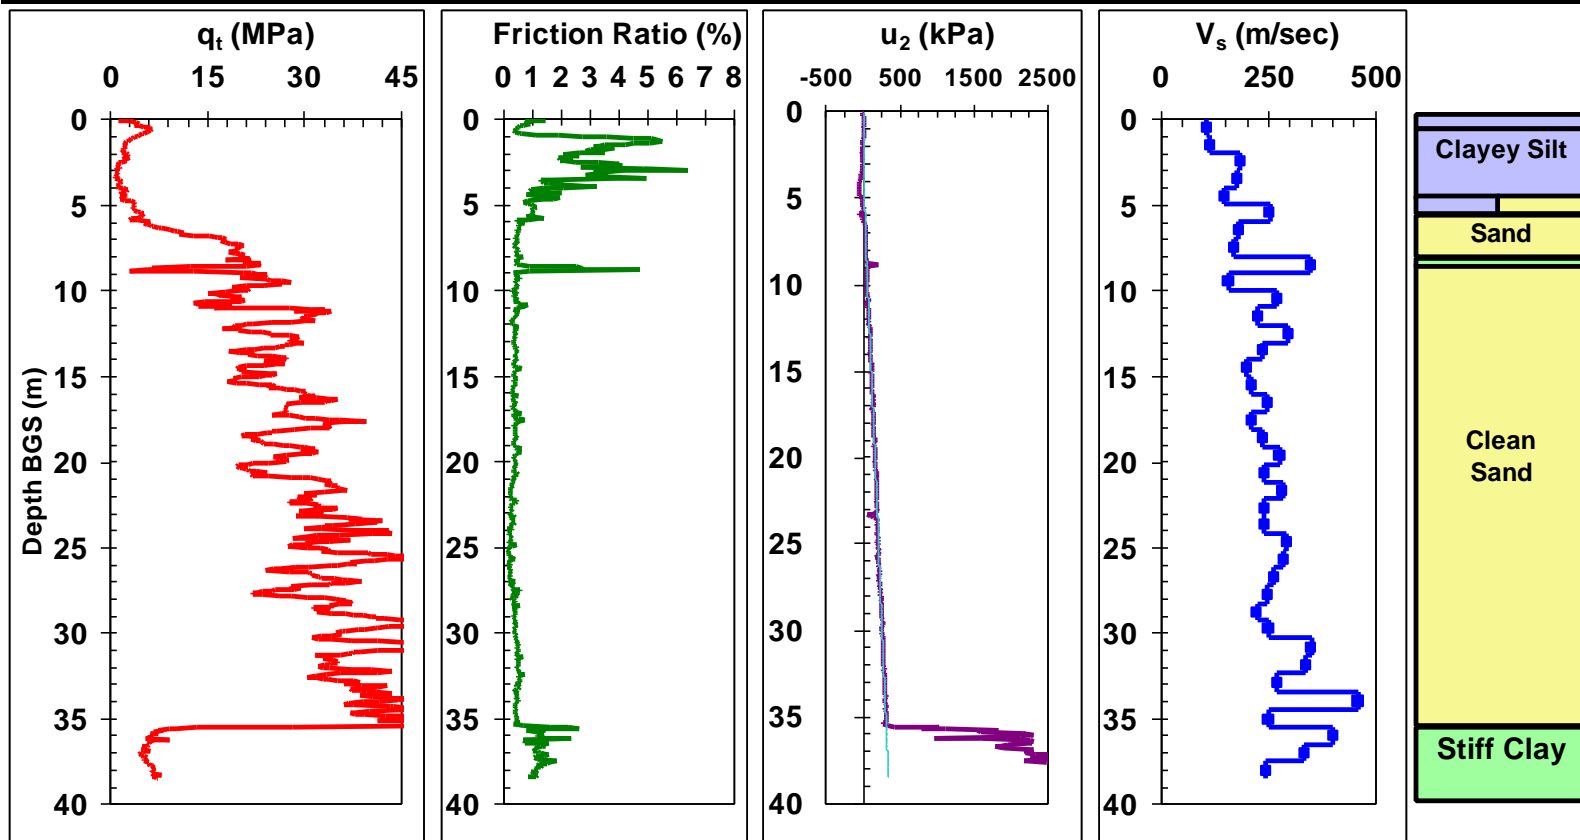 q_t (MPa)
0 15 30 45
0
5
10
15
20
25
30
35
40
Depth BGS (m)
Friction Ratio (%)
0 1 2 3 4 5 6 7 8
0
5
10
15
20
25
30
35
40
u_2 (kPa)
-500 500 1500 2500
0
5
10
15
20
25
30
35
40
V_s (m/sec)
0 250 500
0
5
10
15
20
25
30
35
40
Clayey Silt
Sand
Clean
Sand
Stiff Clay